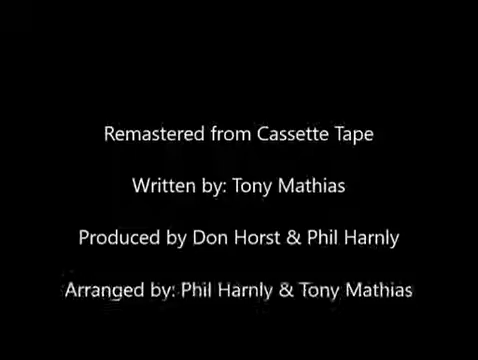 Remastered from Cassette Tape
Written by: Tony Mathias
Produced by Don Horst & Phil Harnly
Arranged by: Phil Harnly & Tony Mathias